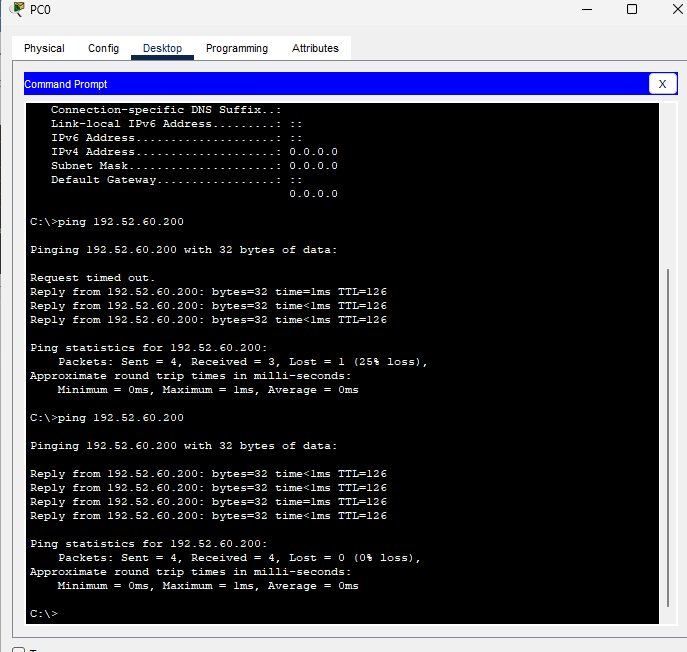 PC0
Physical Config Desktop Programming Attributes
Command Prompt
X
Connection-specific DNS Suffix..:
Link-local IPv6 Address.........: ::
IPv6 Address....................: ::
IPv4 Address....................: 0.0.0.0
Subnet Mask.....................: 0.0.0.0
Default Gateway.................: ::
0.0.0.0
C:\>ping 192.52.60.200
Pinging 192.52.60.200 with 32 bytes of data:
Request timed out.
Reply from 192.52.60.200: bytes=32 time=1ms TTL=126
Reply from 192.52.60.200: bytes=32 time<1ms TTL=126
Reply from 192.52.60.200: bytes=32 time<1ms TTL=126
Ping statistics for 192.52.60.200:
Packets: Sent = 4, Received = 3, Lost = 1 (25% loss),
Approximate round trip times in milli-seconds:
Minimum = 0ms, Maximum = 1ms, Average = 0ms
C:\>ping 192.52.60.200
Pinging 192.52.60.200 with 32 bytes of data:
Reply from 192.52.60.200: bytes=32 time<1ms TTL=126
Reply from 192.52.60.200: bytes=32 time<1ms TTL=126
Reply from 192.52.60.200: bytes=32 time=1ms TTL=126
Reply from 192.52.60.200: bytes=32 time<1ms TTL=126
Ping statistics for 192.52.60.200:
Packets: Sent = 4, Received = 4, Lost = 0 (0% loss),
Approximate round trip times in milli-seconds:
Minimum = 0ms, Maximum = 1ms, Average = 0ms
C:\>